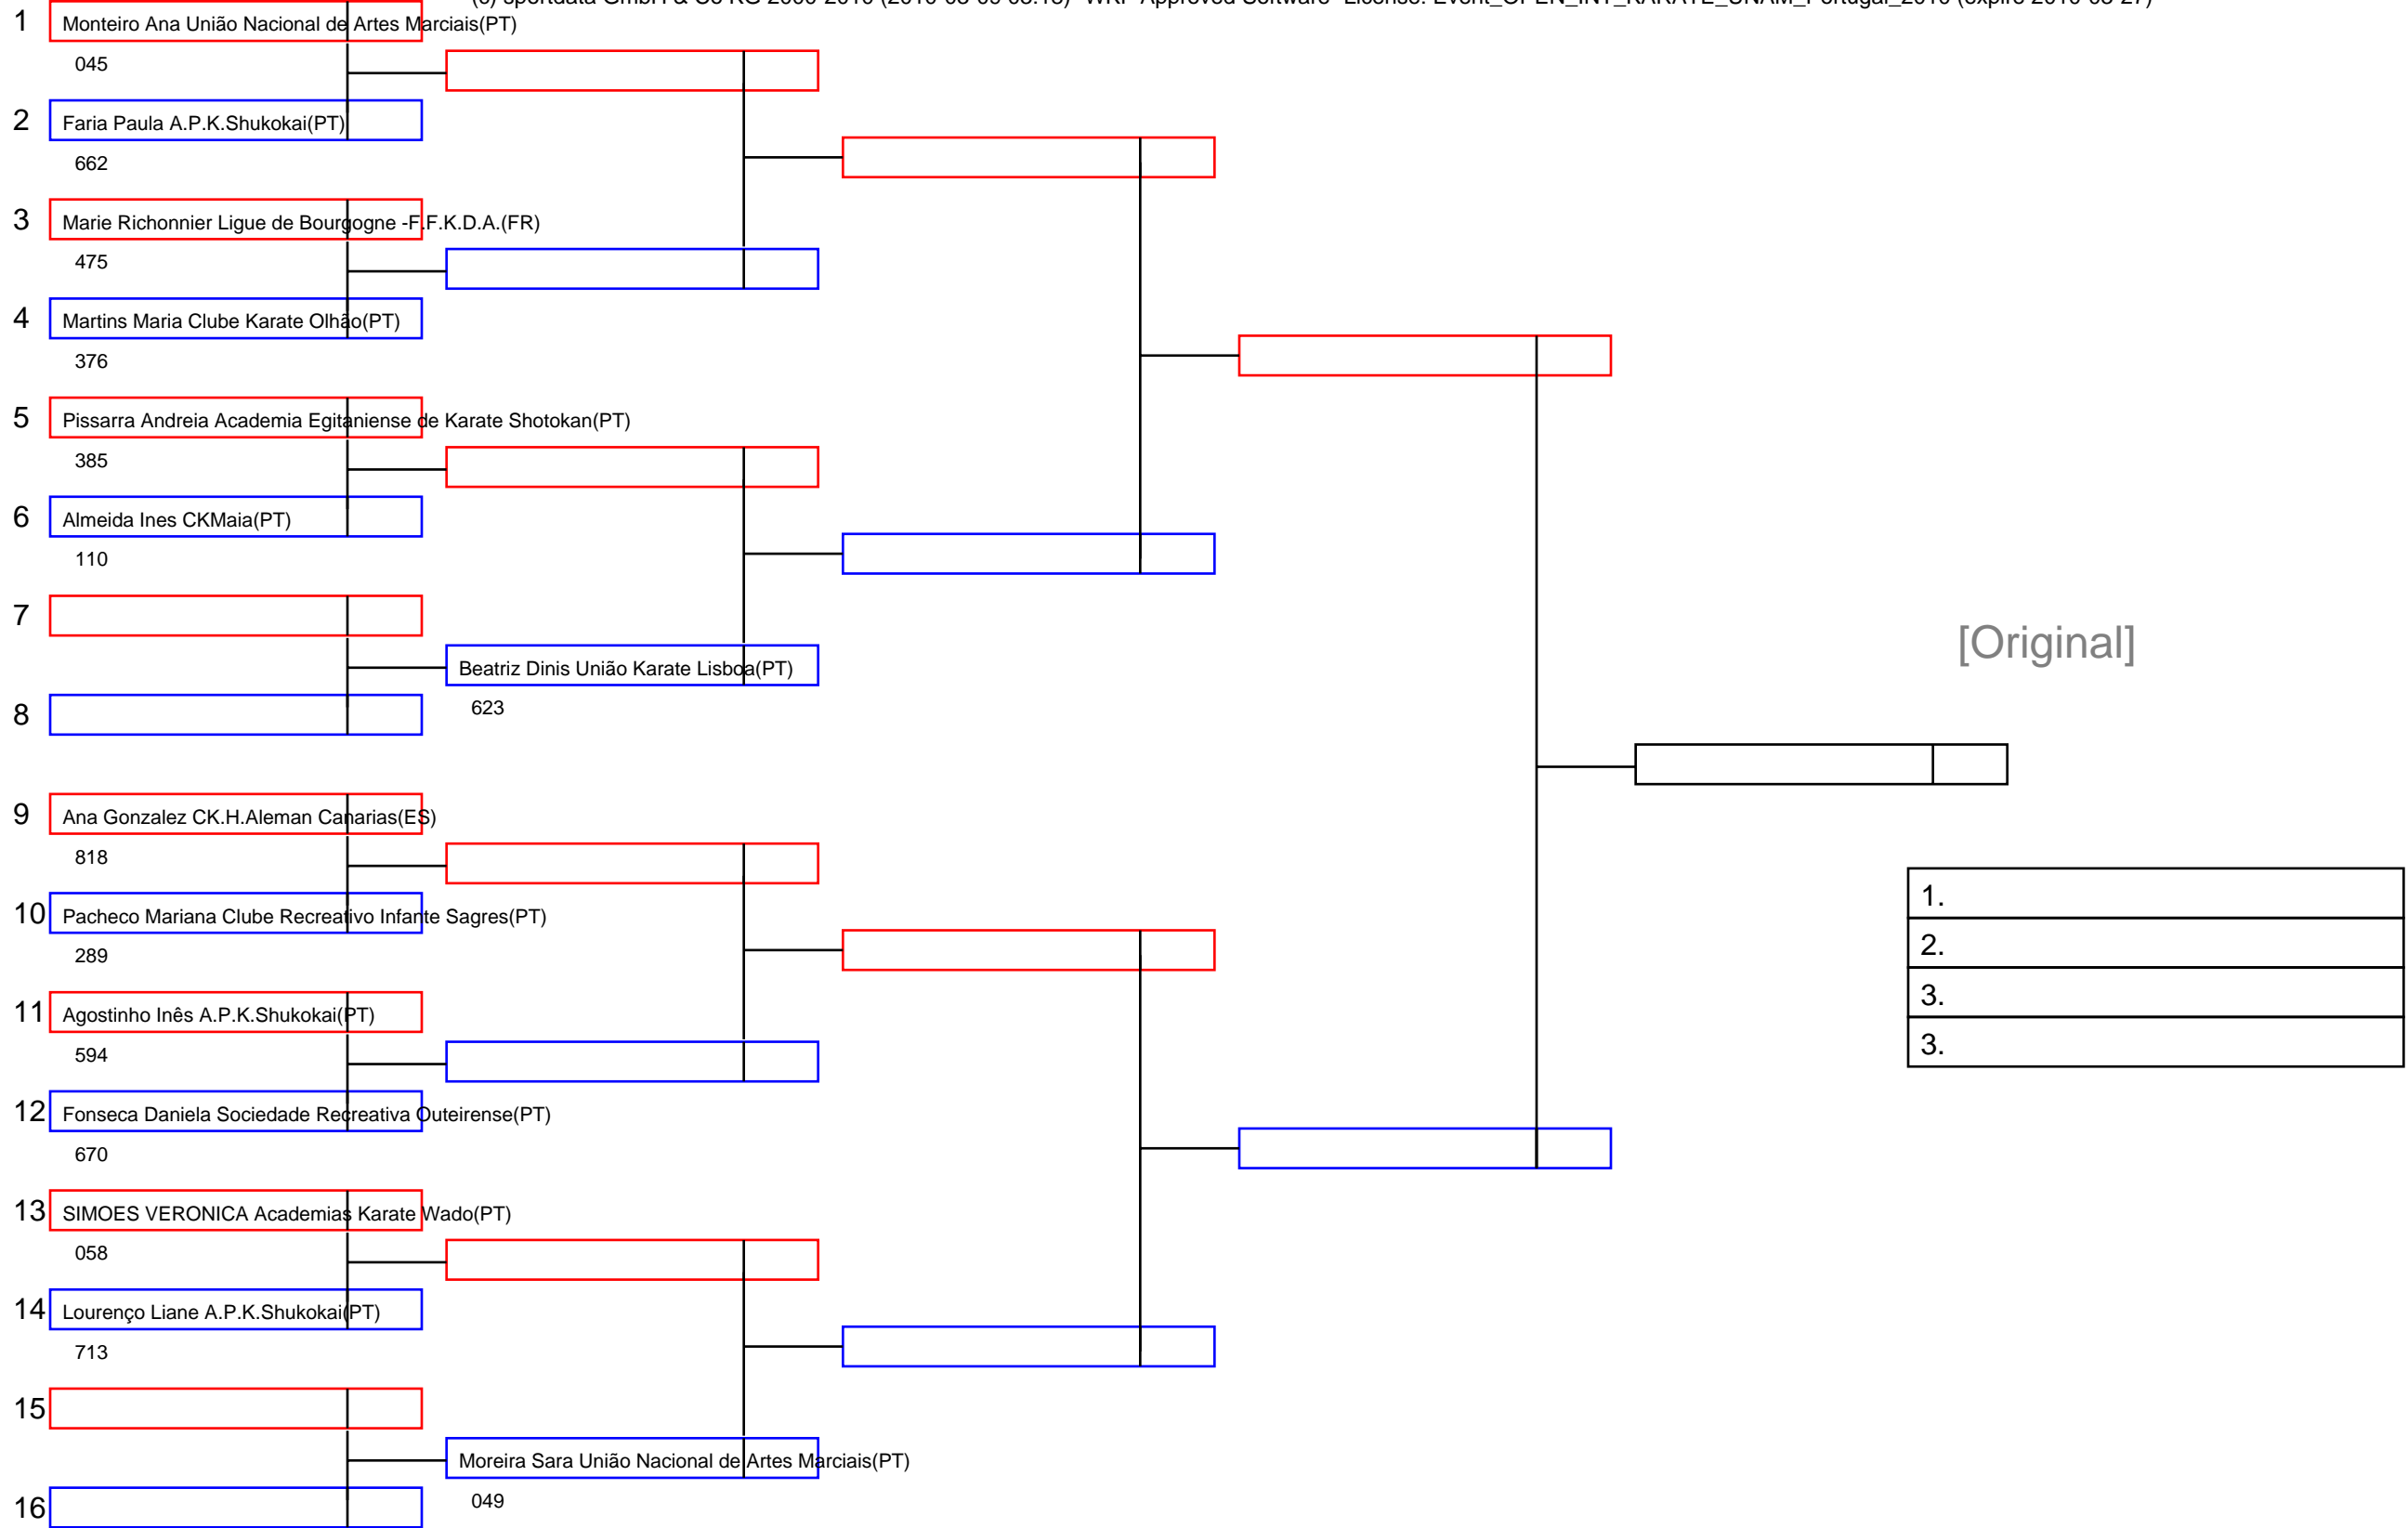 1 Monteiro Ana União Nacional de Artes Marciais(PT)
045
2 Faria Paula A.P.K.Shukokai(PT)
662
3 Marie Richonnier Ligue de Bourgogne -F.F.K.D.A.(FR)
475
4 Martins Maria Clube Karate Olhão(PT)
376
5 Pissarra Andreia Academia Egitaniense de Karate Shotokan(PT)
385
6 Almeida Ines CKMaia(PT)
110
7
Beatriz Dinis União Karate Lisboa(PT)
623
8
9 Ana Gonzalez CK.H.Aleman Canarias(ES)
818
10 Pacheco Mariana Clube Recreativo Infante Sagres(PT)
289
11 Agostinho Inês A.P.K.Shukokai(PT)
594
12 Fonseca Daniela Sociedade Recreativa Outeirense(PT)
670
13 SIMOES VERONICA Academias Karate Wado(PT)
058
14 Lourenço Liane A.P.K.Shukokai(PT)
713
15
Moreira Sara União Nacional de Artes Marciais(PT)
049
16
[Original]
1.
2.
3.
3.